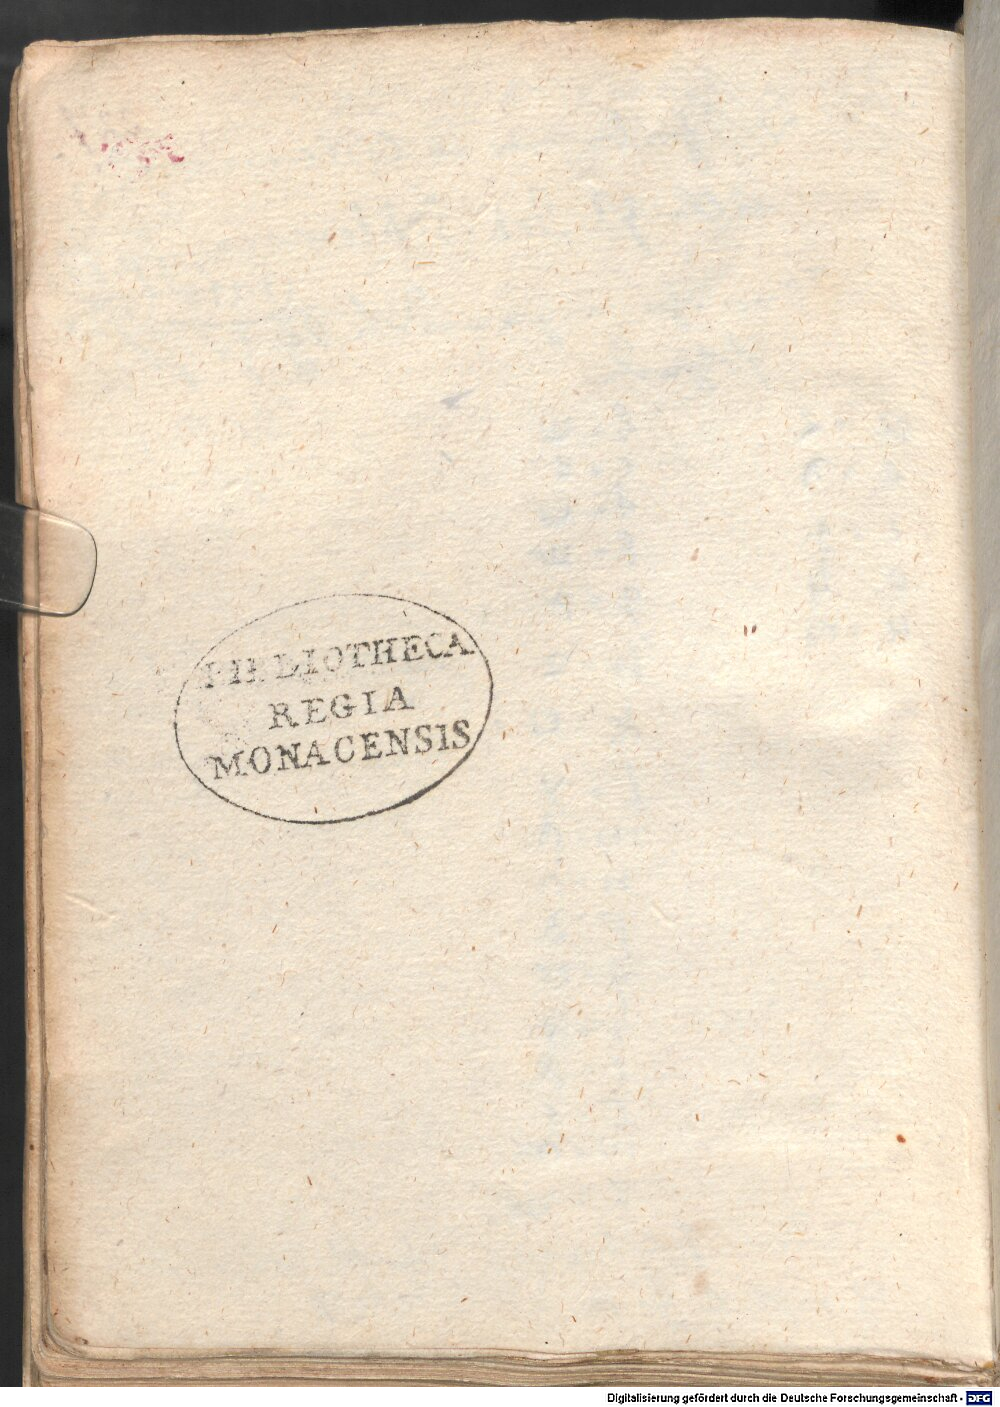 BIBLIOTHECA
REGIA
MONACENSIS
Digitalisierung gefördert durch die Deutsche Forschungsgemeinschaft - DFG